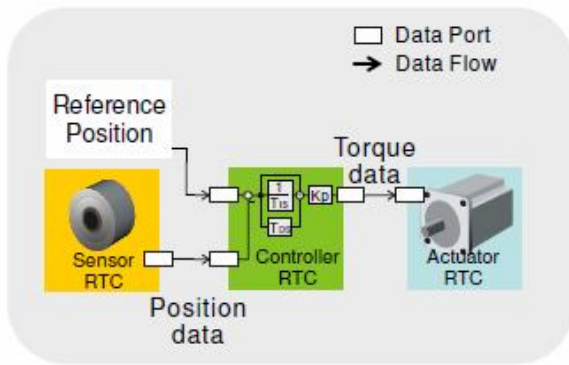 Data Port
Data Flow
Reference
Position
Torque
data
1
TIS
TDS
Kp
Sensor
RTC
Controller
RTC
Actuator
RTC
Position
data